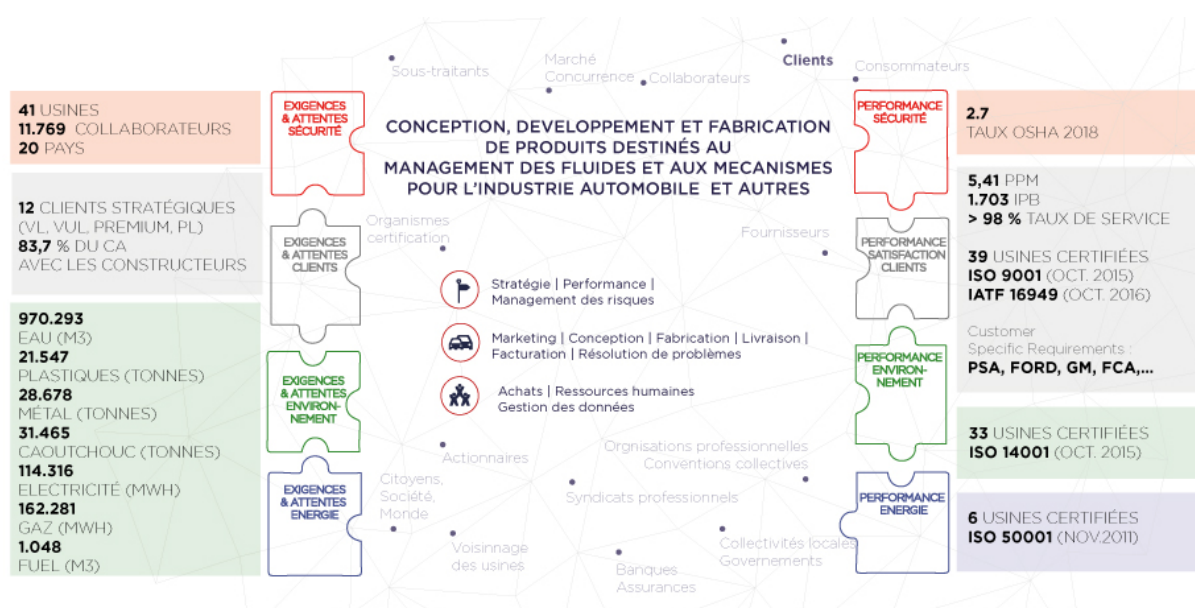 41 USINES
11.769 COLLABORATEURS
20 PAYS
12 CLIENTS STRATÉGIQUES
(VL, VUL, PREMIUM, PL)
83,7 % DU CA
AVEC LES CONSTRUCTEURS
970.293
EAU (M3)
21.547
PLASTIQUES (TONNES)
28.678
MÉTAL (TONNES)
31.465
CAOUTCHOUC (TONNES)
114.316
ELECTRICITÉ (MWH)
162.281
GAZ (MWH)
1.048
FUEL (M3)
EXIGENCES
& ATTENTES
SÉCURITÉ
EXIGENCES
& ATTENTES
CLIENTS
EXIGENCES
& ATTENTES
ENVIRON-
NEMENT
EXIGENCES
& ATTENTES
ENERGIE
Sous-traitants
Marché
Concurrence
Collaborateurs
Clients
Consommateurs
CONCEPTION, DEVELOPPEMENT ET FABRICATION
DE PRODUITS DESTINÉS AU
MANAGEMENT DES FLUIDES ET AUX MECANISMES
POUR L'INDUSTRIE AUTOMOBILE ET AUTRES
Organismes
certification
Fournisseurs
Stratégie | Performance |
Management des risques
Marketing | Conception | Fabrication | Livraison |
Facturation | Résolution de problèmes
Achats | Ressources humaines
Gestion des données
Actionnaires
Orgnisations professionnelles
Conventions collectives
Citoyens,
Société,
Monde
Syndicats professionnels
Voisinnage
des usines
Banques
Assurances
Collectivités locales
Governements
PERFORMANCE
SÉCURITÉ
PERFORMANCE
SATISFACTION
CLIENTS
PERFORMANCE
ENVIRON-
NEMENT
PERFORMANCE
ENERGIE
2.7
TAUX OSHA 2018
5,41 PPM
1.703 IPB
> 98 % TAUX DE SERVICE
39 USINES CERTIFIÉES
ISO 9001 (OCT. 2015)
IATF 16949 (OCT. 2016)
Customer
Specific Requirements :
PSA, FORD, GM, FCA,...
33 USINES CERTIFIÉES
ISO 14001 (OCT. 2015)
6 USINES CERTIFIÉES
ISO 50001 (NOV.2011)